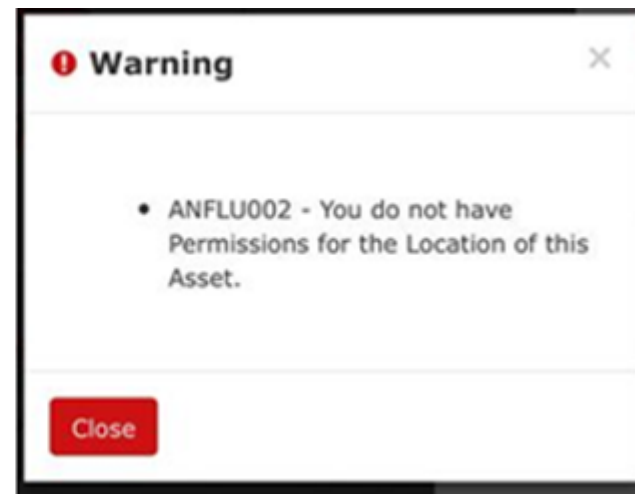 Warning
• ANFLU002 - You do not have
Permissions for the Location of this
Asset.
Close